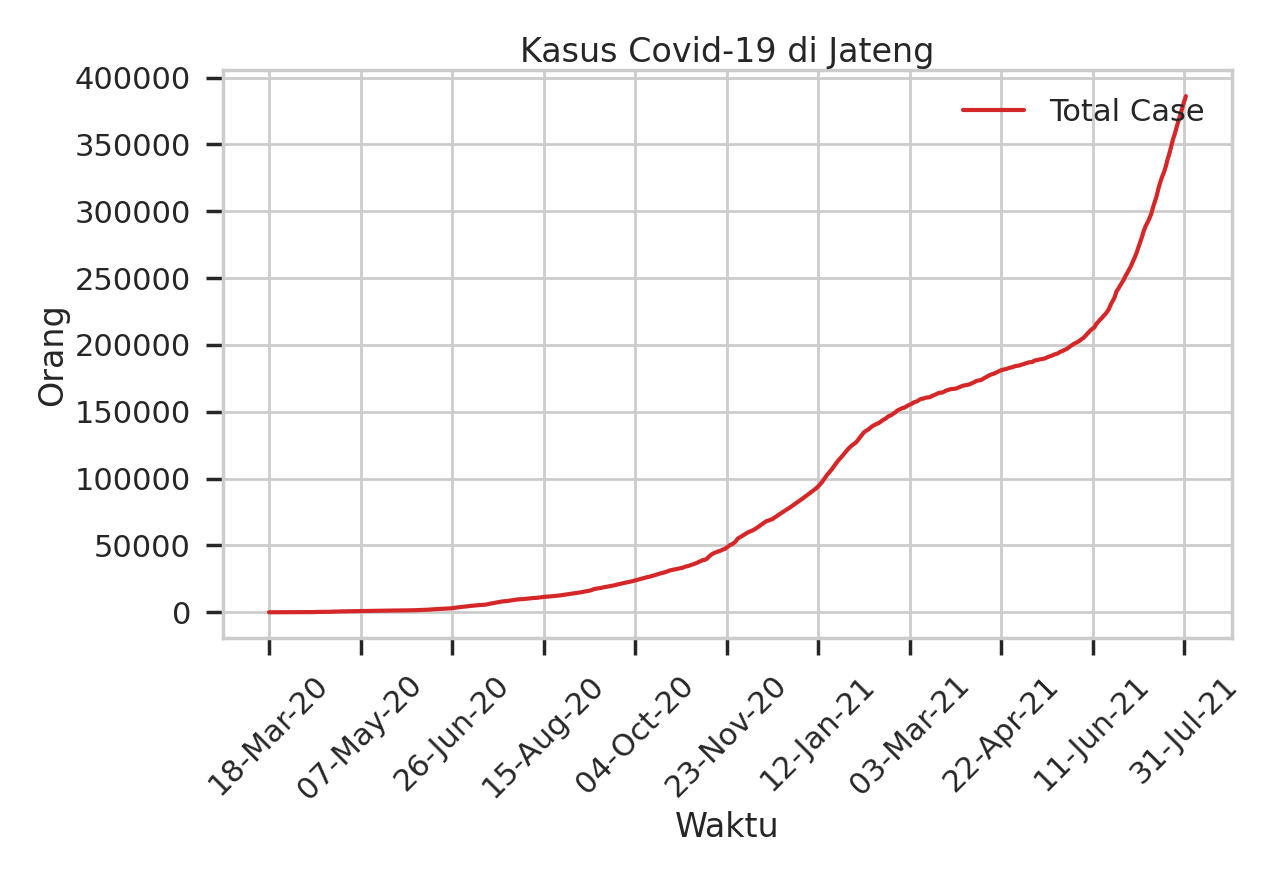 Kasus Covid-19 di Jateng
Total Case
Orang
400000
350000
300000
250000
200000
150000
100000
50000
0
18-Mar-20
07-May-20
26-Jun-20
15-Aug-20
04-Oct-20
23-Nov-20
12-Jan-21
03-Mar-21
22-Apr-21
11-Jun-21
31-Jul-21
Waktu